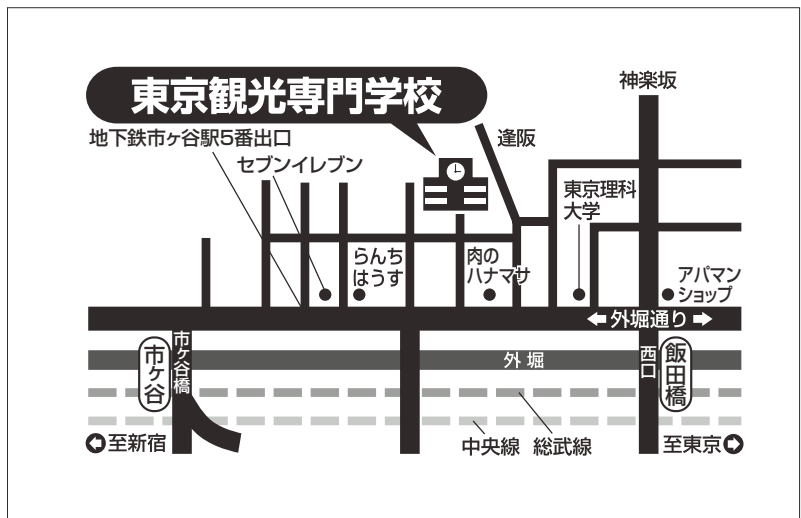 東京観光専門学校
神楽坂
地下鉄市ヶ谷駅5番出口
逢阪
セブンイレブン
東京理科
大学
らんち
はうす
肉の
ハナマサ
アパマン
ショップ
外堀通り
市ヶ谷
市ヶ谷橋
外堀
西口
飯田橋
至新宿
中央線
総武線
至東京